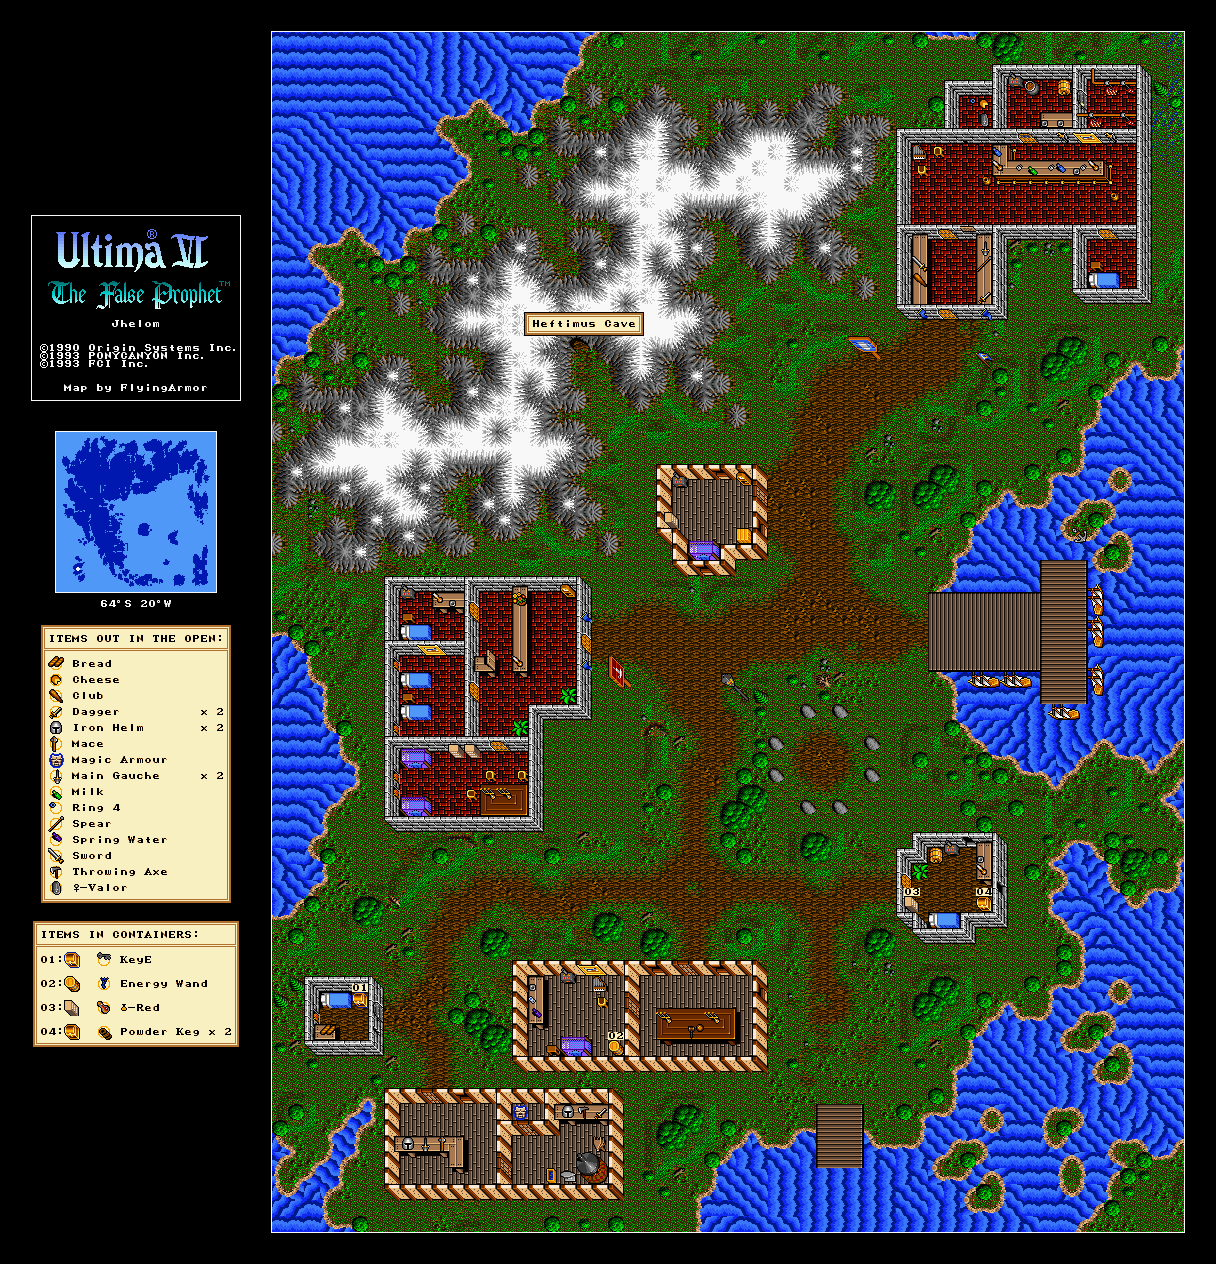 Ultima® VI
The False Prophet™
Jhelom
©1990 Origin Systems Inc.
©1993 PONYCANYON Inc.
©1993 FCI Inc.
Map by FlyingArmor
64°S 20°W
ITEMS OUT IN THE OPEN:
Bread
Cheese
Club
Dagger x 2
Iron Helm x 2
Mace
Magic Armour
Main Gauche x 2
Milk
Ring 4
Spear
Spring Water
Sword
Throwing Axe
♀-Valor
ITEMS IN CONTAINERS:
01: KeyE
02: Energy Wand
03: ♁-Red
04: Powder Keg x 2
Heftimus Cave
03
04
01
02